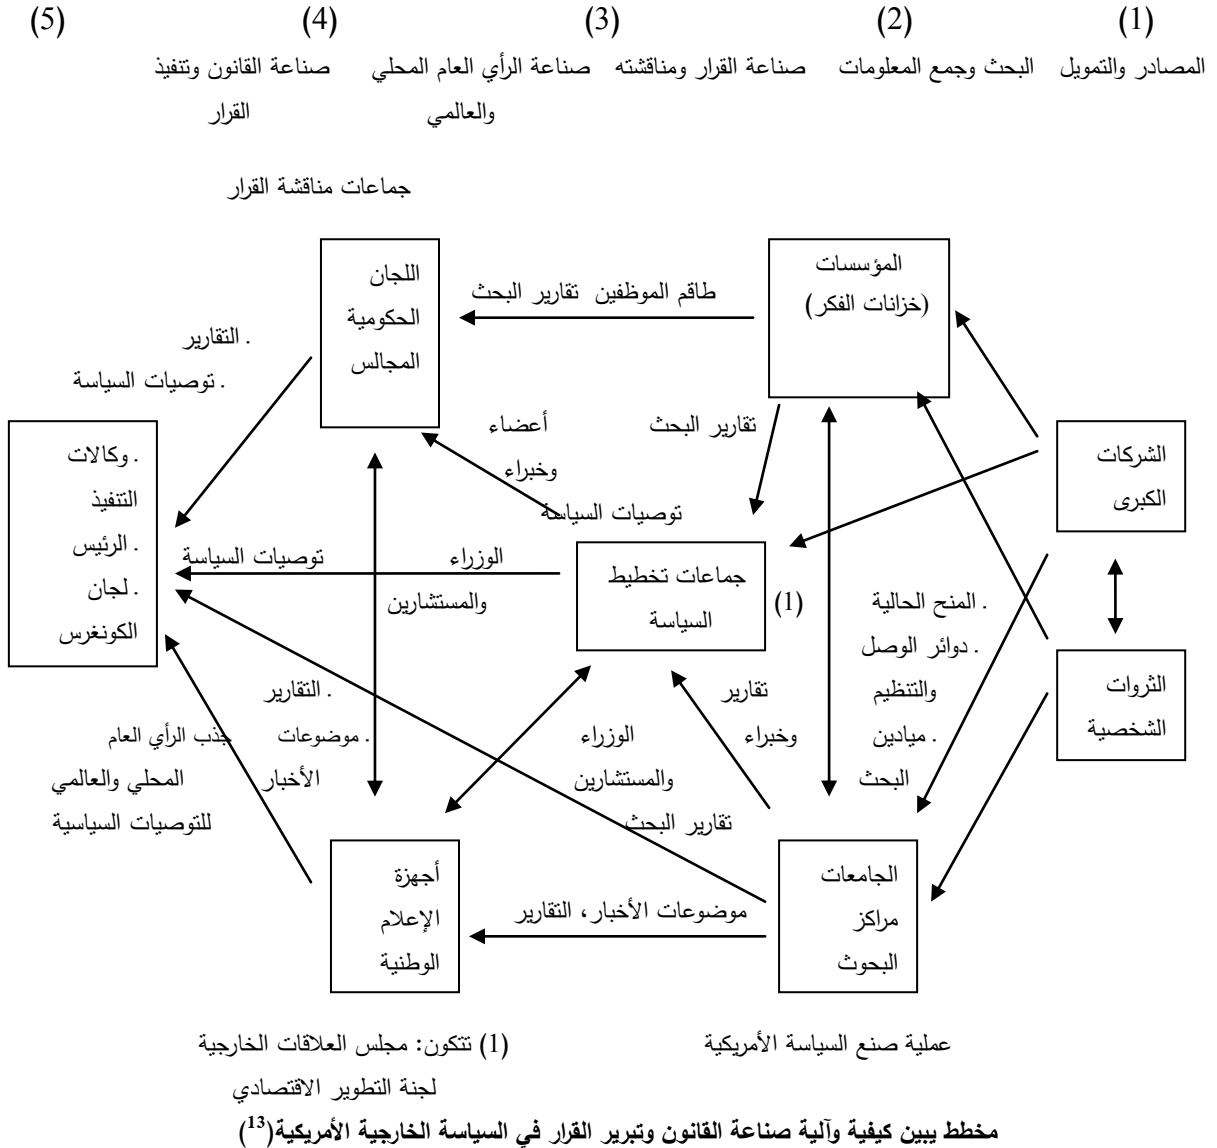 (1) (2) (3) (4) (5)
المصادر والتمويل البحث وجمع المعلومات صناعة القرار ومناقشته صناعة الرأي العام المحلي صناعة القانون وتنفيذ
والعالمي القرار
جماعات مناقشة القرار
المؤسسات
(خزانات الفكر)
اللجان
الحكومية
المجالس
طاقم الموظفين تقارير البحث
. التقارير
. توصيات السياسة
تقارير البحث
أعضاء
وخبراء
توصيات السياسة
الشركات
الكبرى
. وكالات
التنفيذ
. الرئيس
. لجان
الكونغرس
الوزراء توصيات السياسة
والمستشارين
جماعات تخطيط
السياسة
(1)
. المنح الحالية
. دوائر الوصل
والتنظيم
. ميادين
البحث
الثروات
الشخصية
تقارير
وخبراء
الوزراء
والمستشارين
تقارير البحث
. التقارير
. موضوعات
الأخبار
جذب الرأي العام
المحلي والعالمي
للتوصيات السياسية
الجامعات
مراكز
البحوث
موضوعات الأخبار، التقارير
أجهزة
الإعلام
الوطنية
عملية صنع السياسة الأمريكية
(1) تتكون: مجلس العلاقات الخارجية
لجنة التطوير الاقتصادي
مخطط يبين كيفية وآلية صناعة القانون وتبرير القرار في السياسة الخارجية الأمريكية(13)